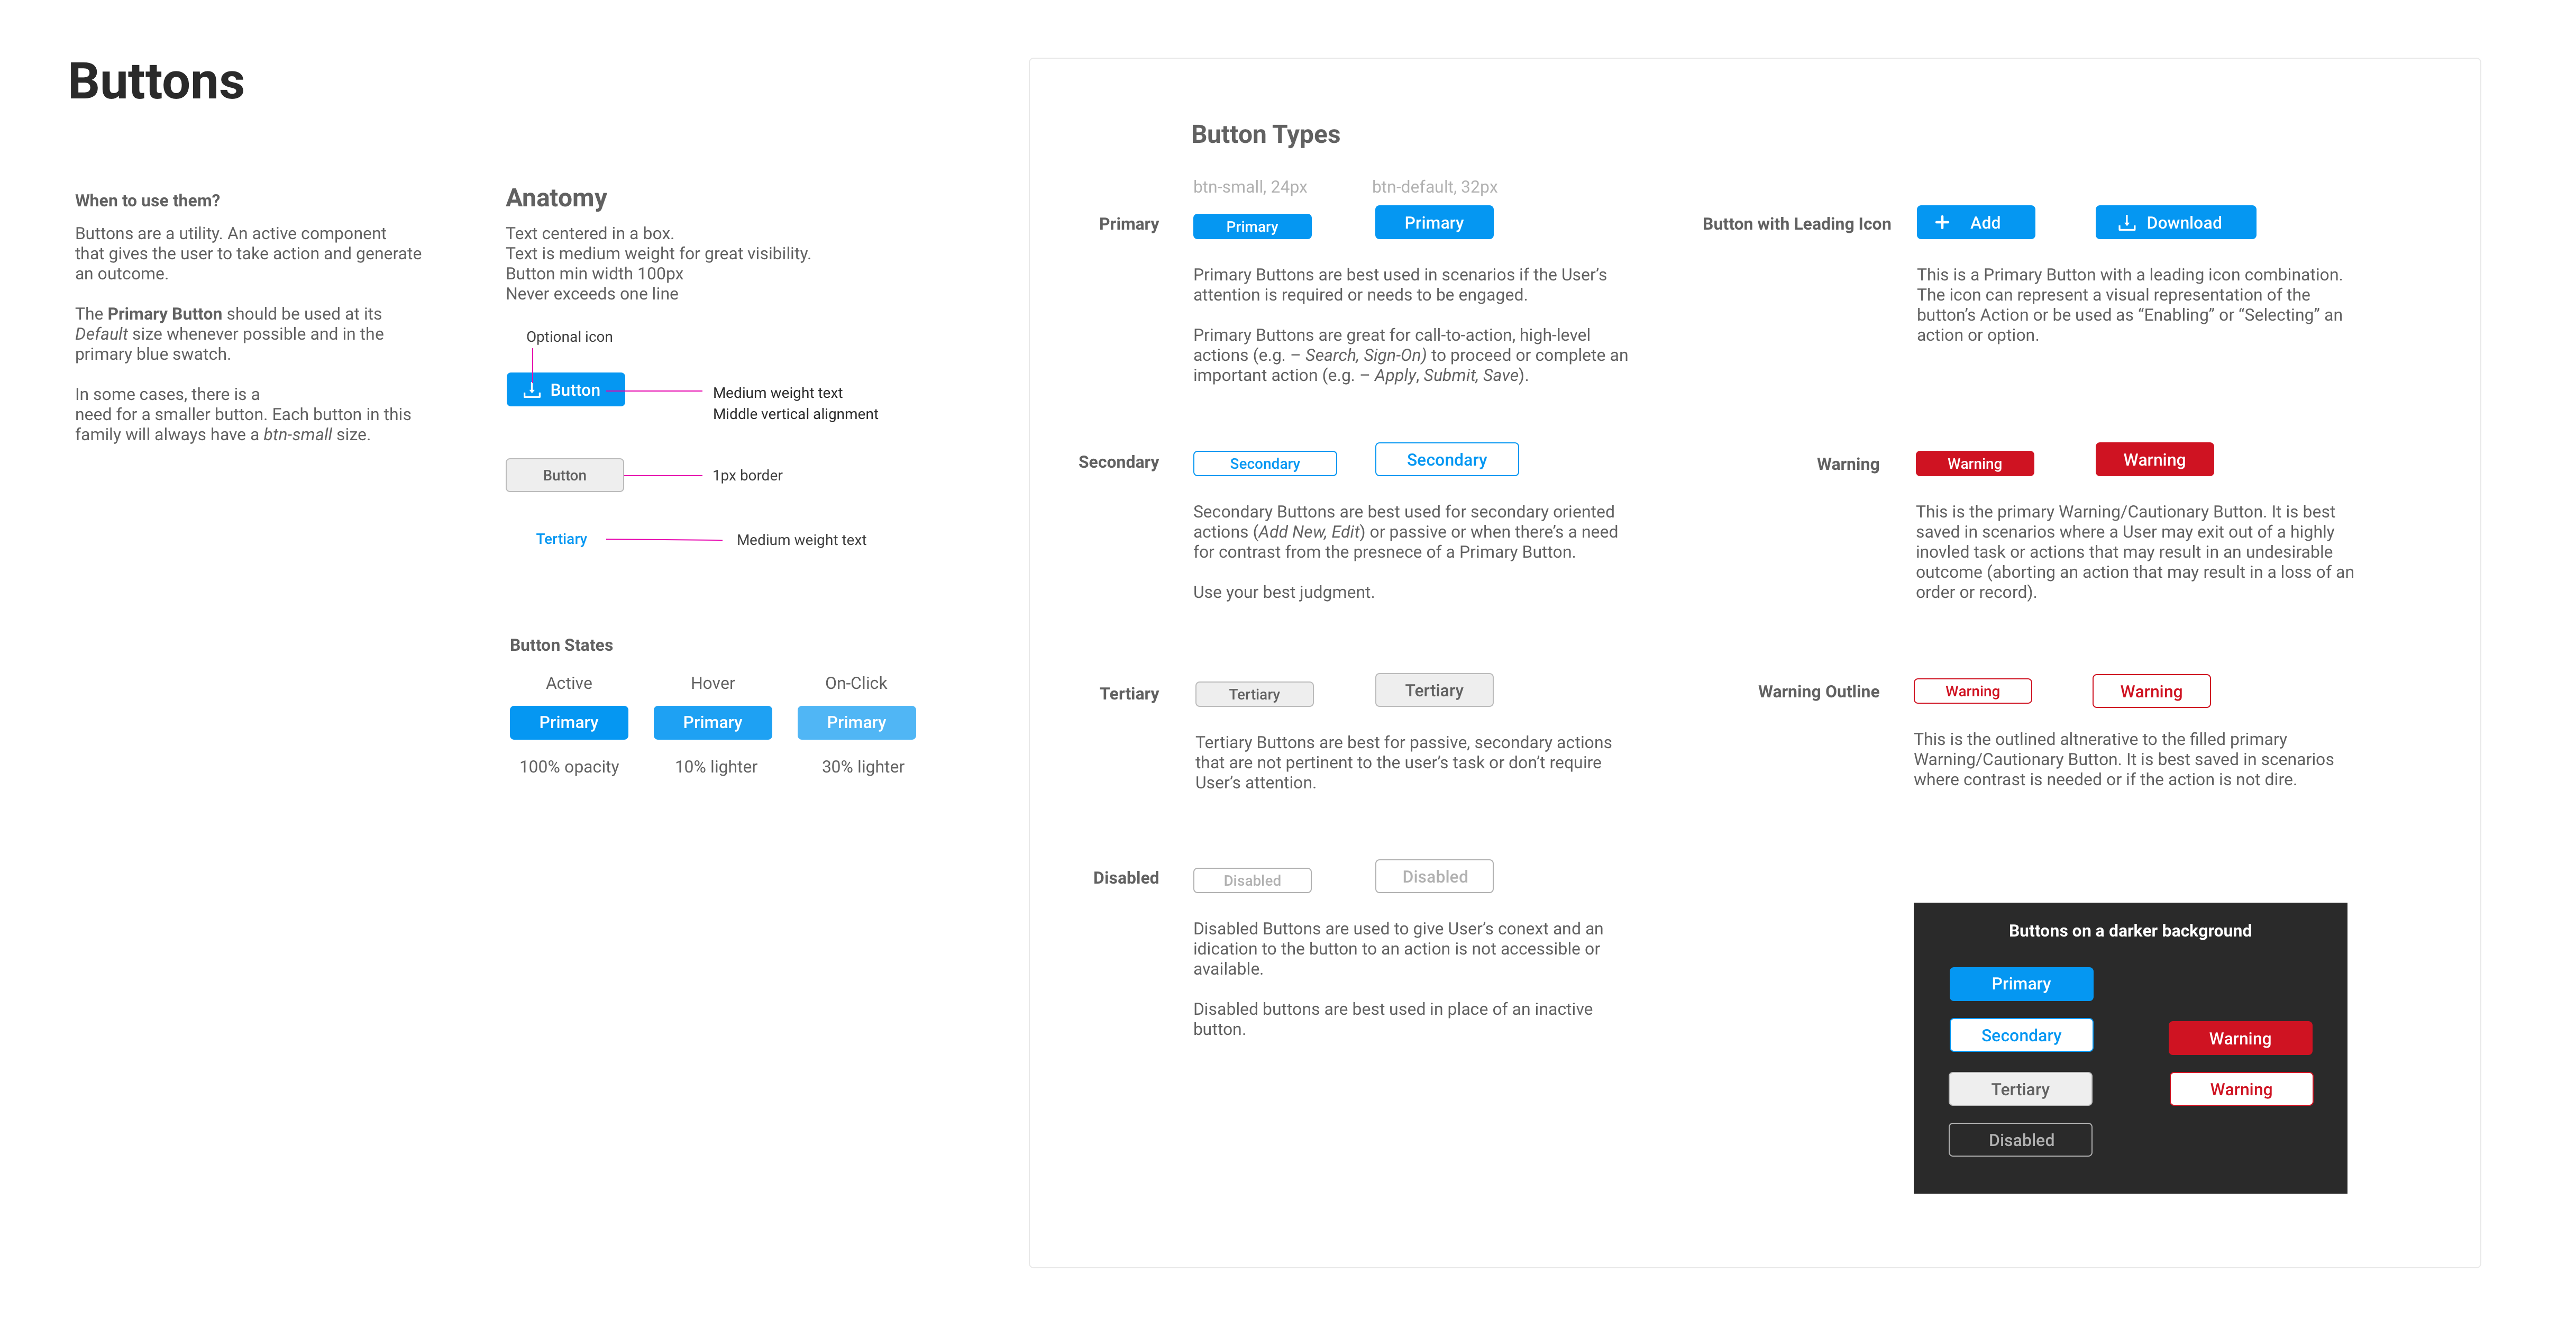 Buttons
When to use them?
Buttons are a utility. An active component
that gives the user to take action and generate
an outcome.
The Primary Button should be used at its
Default size whenever possible and in the
primary blue swatch.
In some cases, there is a
need for a smaller button. Each button in this
family will always have a btn-small size.
Anatomy
Text centered in a box.
Text is medium weight for great visibility.
Button min width 100px
Never exceeds one line
Optional icon
Button
Medium weight text
Middle vertical alignment
Button
1px border
Tertiary
Medium weight text
Button States
Active
Hover
On-Click
Primary
Primary
Primary
100% opacity
10% lighter
30% lighter
Button Types
btn-small, 24px
btn-default, 32px
Primary
Primary
Primary
Primary Buttons are best used in scenarios if the User’s
attention is required or needs to be engaged.
Primary Buttons are great for call-to-action, high-level
actions (e.g. – Search, Sign-On) to proceed or complete an
important action (e.g. – Apply, Submit, Save).
Secondary
Secondary
Secondary
Secondary Buttons are best used for secondary oriented
actions (Add New, Edit) or passive or when there’s a need
for contrast from the presnece of a Primary Button.
Use your best judgment.
Tertiary
Tertiary
Tertiary
Tertiary Buttons are best for passive, secondary actions
that are not pertinent to the user’s task or don’t require
User’s attention.
Disabled
Disabled
Disabled
Disabled Buttons are used to give User’s conext and an
idication to the button to an action is not accessible or
available.
Disabled buttons are best used in place of an inactive
button.
Button with Leading Icon
Add
Download
This is a Primary Button with a leading icon combination.
The icon can represent a visual representation of the
button’s Action or be used as “Enabling” or “Selecting” an
action or option.
Warning
Warning
Warning
This is the primary Warning/Cautionary Button. It is best
saved in scenarios where a User may exit out of a highly
inovled task or actions that may result in an undesirable
outcome (aborting an action that may result in a loss of an
order or record).
Warning Outline
Warning
Warning
This is the outlined altnerative to the filled primary
Warning/Cautionary Button. It is best saved in scenarios
where contrast is needed or if the action is not dire.
Buttons on a darker background
Primary
Secondary
Warning
Tertiary
Warning
Disabled